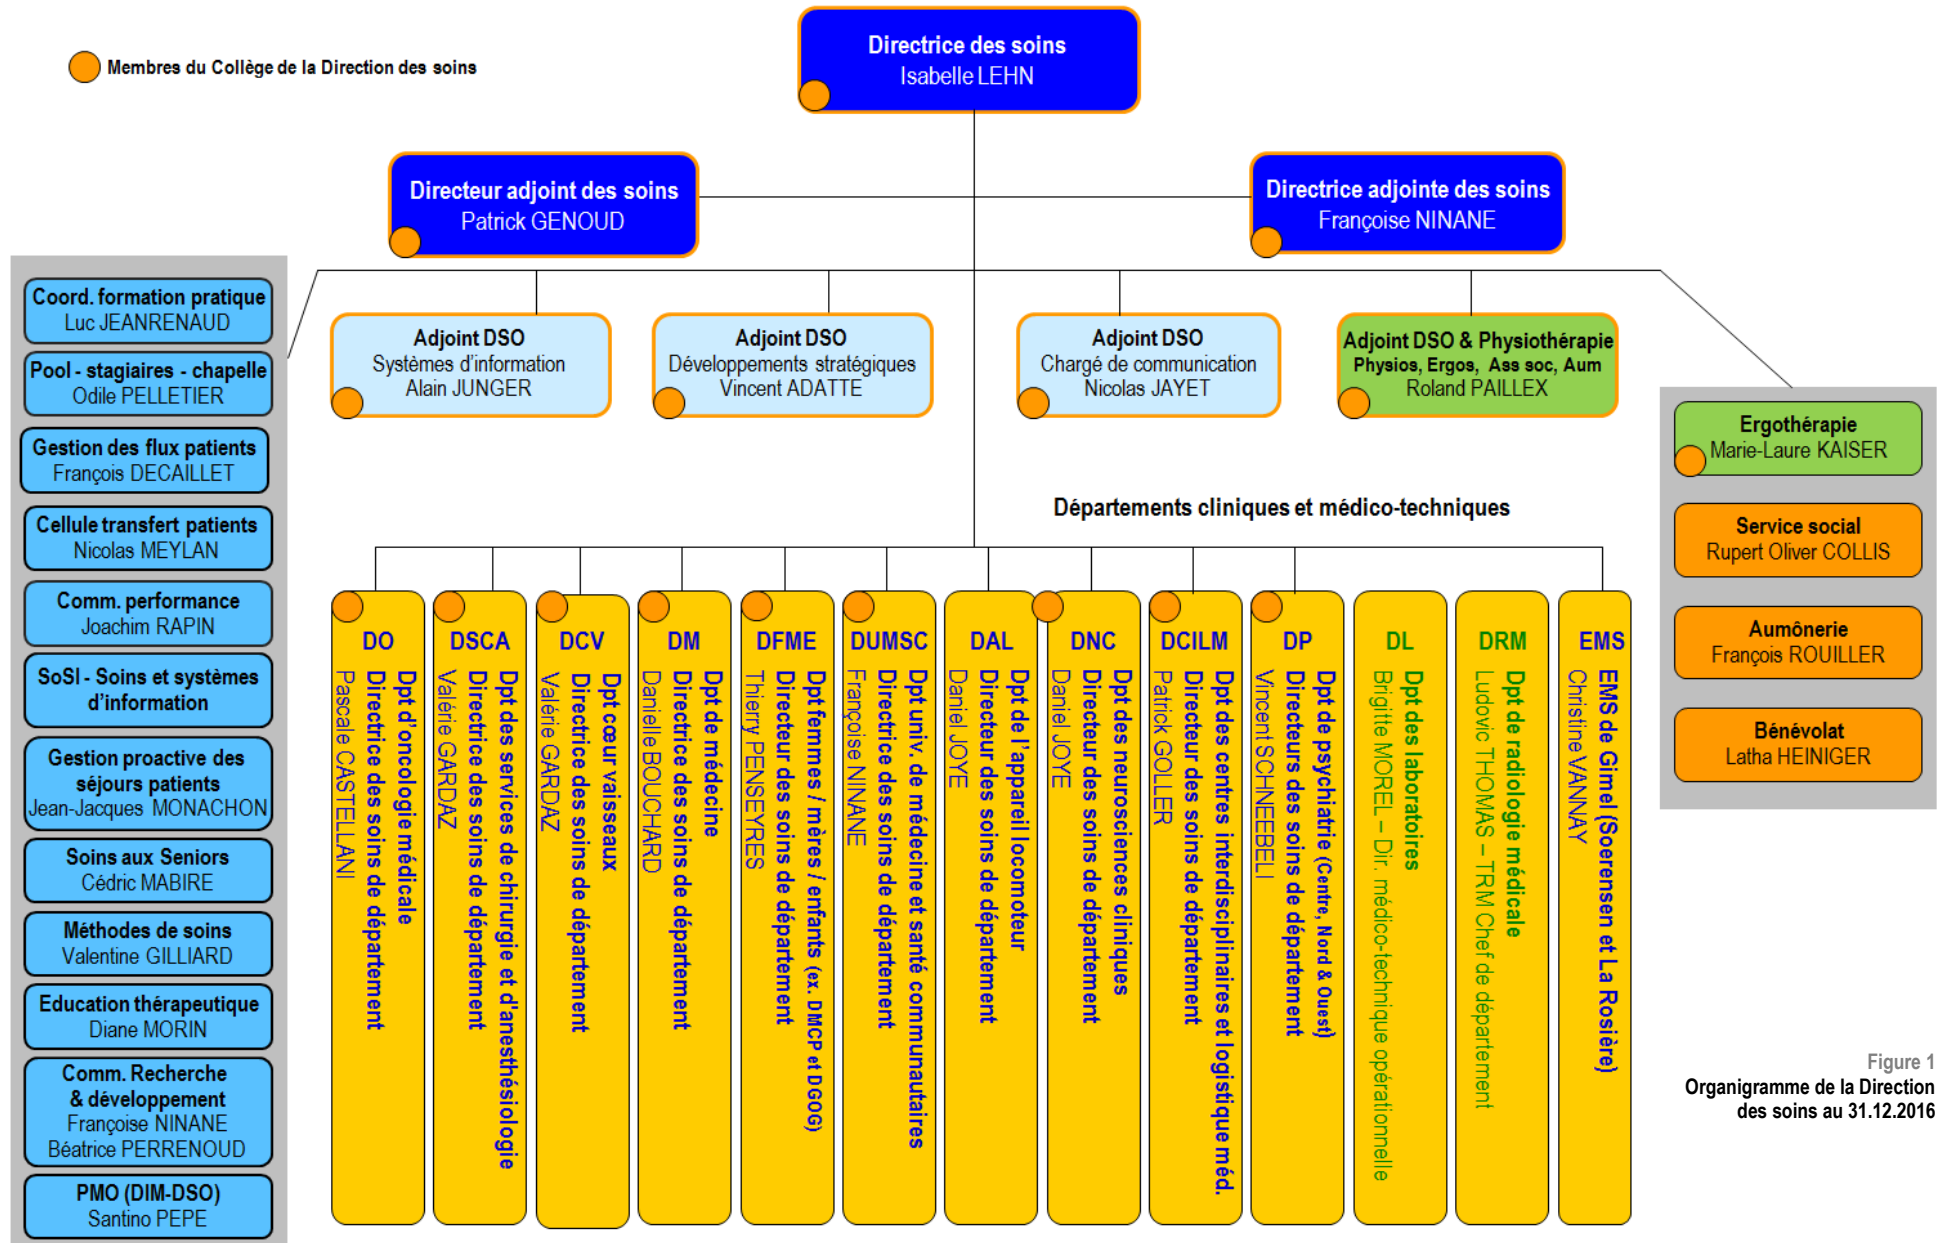 Membres du Collège de la Direction des soins
Directrice des soins
Isabelle LEHN
Directeur adjoint des soins
Patrick GENOUD
Directrice adjointe des soins
Françoise NINANE
Adjoint DSO
Systèmes d'information
Alain JUNGER
Adjoint DSO
Développements stratégiques
Vincent ADATTE
Adjoint DSO
Chargé de communication
Nicolas JAYET
Adjoint DSO & Physiothérapie
Physios, Ergos, Ass soc, Aum
Roland PAILLEX
Coord. formation pratique
Luc JEANRENAUD
Pool - stagiaires - chapelle
Odile PELLETIER
Gestion des flux patients
François DECAILLET
Cellule transfert patients
Nicolas MEYLAN
Comm. performance
Joachim RAPIN
SoSI - Soins et systèmes
d'information
Gestion proactive des
séjours patients
Jean-Jacques MONACHON
Soins aux Seniors
Cédric MABIRE
Méthodes de soins
Valentine GILLIARD
Education thérapeutique
Diane MORIN
Comm. Recherche
& développement
Françoise NINANE
Béatrice PERRENOUD
PMO (DIM-DSO)
Santino PEPE
Ergothérapie
Marie-Laure KAISER
Service social
Rupert Oliver COLLIS
Aumônerie
François ROUILLER
Bénévolat
Latha HEINIGER
Départements cliniques et médico-techniques
DO
Dpt d'oncologie médicale
Directrice des soins de département
Pascale CASTELLANI
DSCA
Dpt des services de chirurgie et d'anesthésiologie
Directrice des soins de département
Valérie GARDAZ
DCV
Dpt cœur vaisseaux
Directrice des soins de département
Valérie GARDAZ
DM
Dpt de médecine
Directrice des soins de département
Danielle BOUCHARD
DFME
Dpt femmes / mères / enfants (ex. DMCP et DGOG)
Directeur des soins de département
Thierry PENSEYRES
DUMSC
Dpt univ. de médecine et santé communautaires
Directrice des soins de département
Françoise NINANE
DAL
Dpt de l'appareil locomoteur
Directeur des soins de département
Daniel JOYE
DNC
Dpt des neurosciences cliniques
Directeur des soins de département
Daniel JOYE
DCILM
Dpt des centres interdisciplinaires et logistique méd.
Directeur des soins de département
Patrick GOLLER
DP
Dpt de psychiatrie (Centre, Nord & Ouest)
Directeurs des soins de département
Vincent SCHNEEBELI
DL
Dpt des laboratoires
Brigitte MOREL – Dir. médico-technique opérationnelle
DRM
Dpt de radiologie médicale
Ludovic THOMAS – TRM Chef de département
EMS
EMS de Gimel (Soerensen et La Rosière)
Christine VANNAY
Figure 1
Organigramme de la Direction
des soins au 31.12.2016